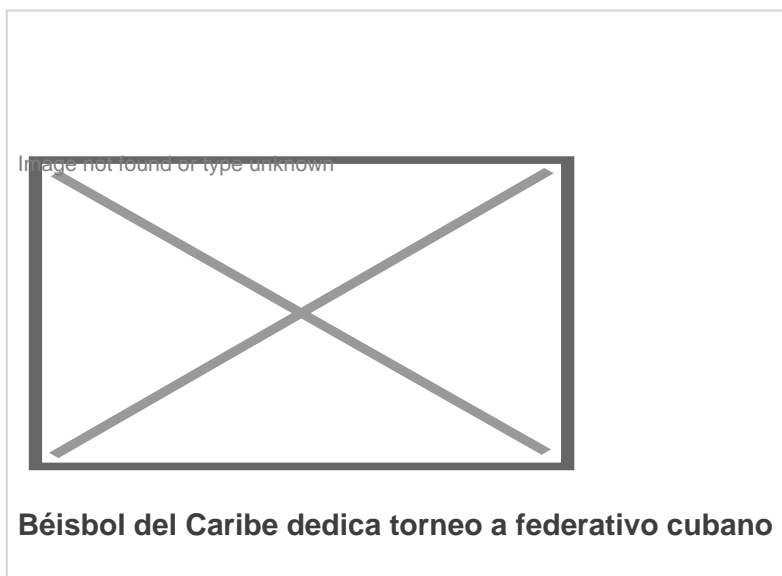 Image not found or type unknown
Béisbol del Caribe dedica torneo a federativo cubano